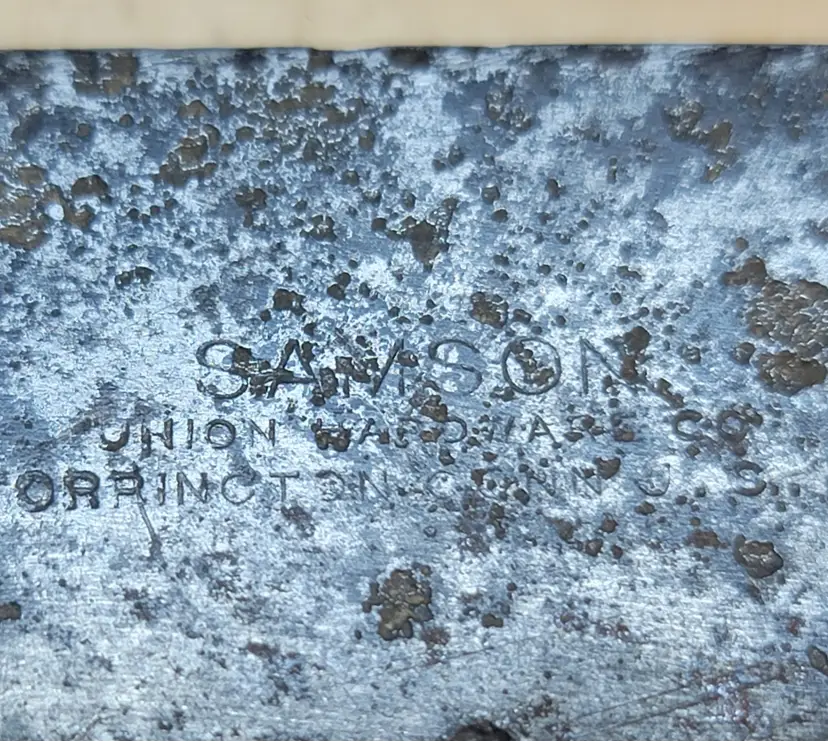 SAMSON
UNION HARDWARE CO
ORRINGTON CONN U. S.